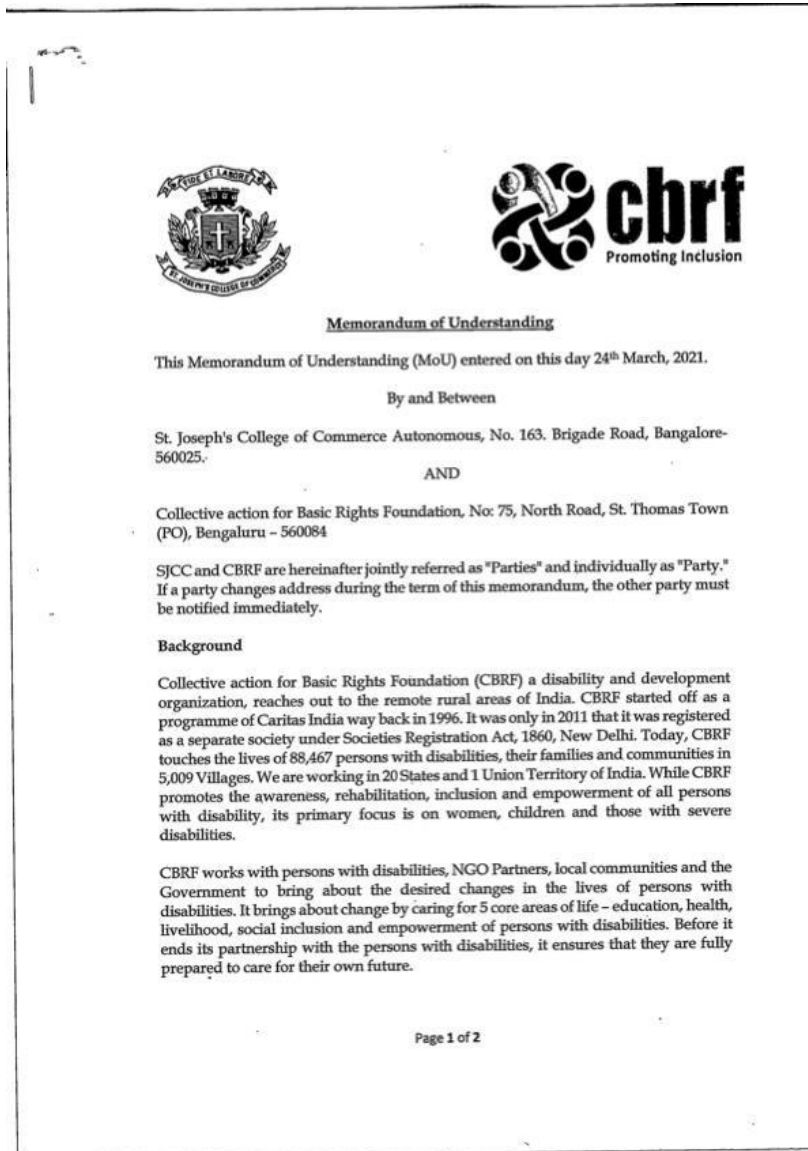 FIDE ET LABORE
ST. JOSEPH'S COLLEGE OF COMMERCE
cbrf
Promoting Inclusion
Memorandum of Understanding
This Memorandum of Understanding (MoU) entered on this day 24th March, 2021.
By and Between
St. Joseph's College of Commerce Autonomous, No. 163. Brigade Road, Bangalore-
560025.
AND
Collective action for Basic Rights Foundation, No: 75, North Road, St. Thomas Town
(PO), Bengaluru – 560084
SJCC and CBRF are hereinafter jointly referred as "Parties" and individually as "Party."
If a party changes address during the term of this memorandum, the other party must
be notified immediately.
Background
Collective action for Basic Rights Foundation (CBRF) a disability and development
organization, reaches out to the remote rural areas of India. CBRF started off as a
programme of Caritas India way back in 1996. It was only in 2011 that it was registered
as a separate society under Societies Registration Act, 1860, New Delhi. Today, CBRF
touches the lives of 88,467 persons with disabilities, their families and communities in
5,009 Villages. We are working in 20 States and 1 Union Territory of India. While CBRF
promotes the awareness, rehabilitation, inclusion and empowerment of all persons
with disability, its primary focus is on women, children and those with severe
disabilities.
CBRF works with persons with disabilities, NGO Partners, local communities and the
Government to bring about the desired changes in the lives of persons with
disabilities. It brings about change by caring for 5 core areas of life – education, health,
livelihood, social inclusion and empowerment of persons with disabilities. Before it
ends its partnership with the persons with disabilities, it ensures that they are fully
prepared to care for their own future.
Page 1 of 2